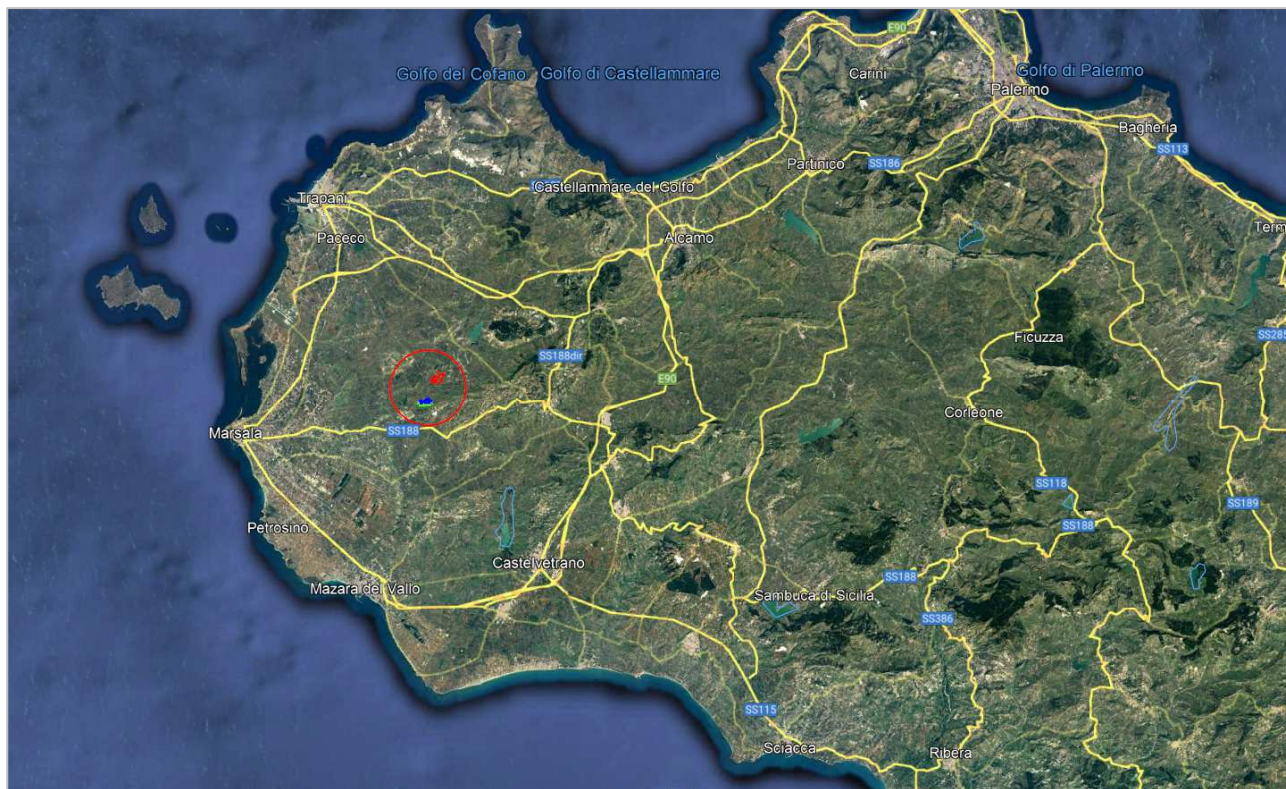 E90
Golfo del Cofano
Golfo di Castellammare
Carini
Golfo di Palermo
Palermo
Bagheria
SS113
Partinico
SS186
Castellammare del Golfo
Trapani
Paceco
Alcamo
Term
Ficuzza
SS285
SS188dir
E90
Corleone
SS188
Marsala
SS118
SS189
SS188
Petrosino
Castelvetrano
SS188
Mazara del Vallo
Sambuca di Sicilia
SS386
SS115
Sciacca
Ribera